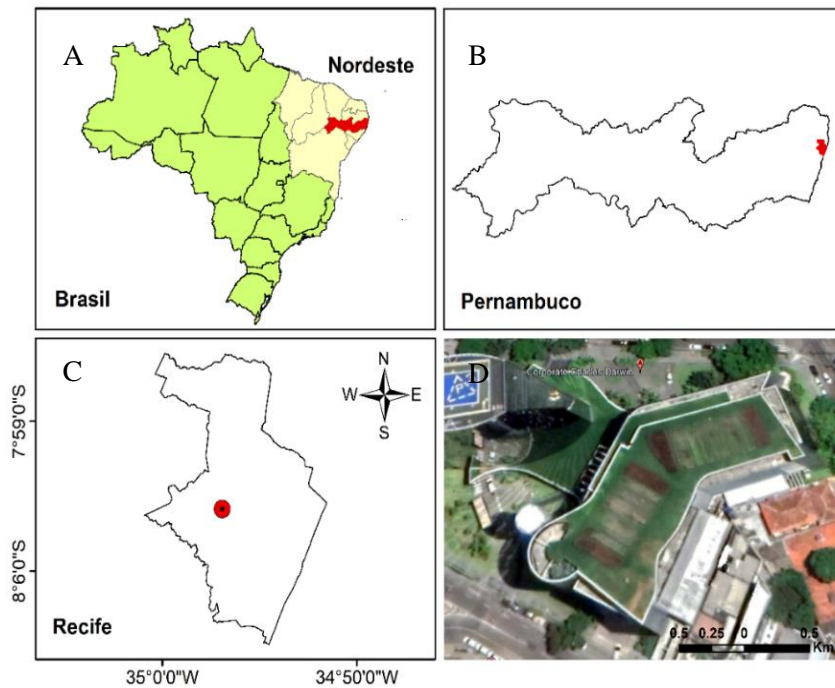 A
Nordeste
Brasil
B
Pernambuco
C
N
W E
S
7°59'0"S
8°6'0"S
Recife
35°0'0"W
34°50'0"W
D
Corporate Charles Darwin
P
0.5 0.25 0 0.5
Km